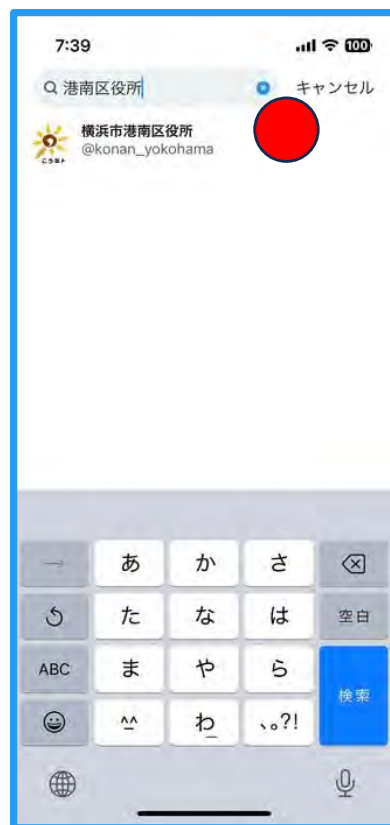 7:39
100
港南区役所
キャンセル
横浜市港南区役所
@konan_yokohama
→ あ か さ
た な は 空白
ABC ま や ら 検索
^^ わ_ 、。?!